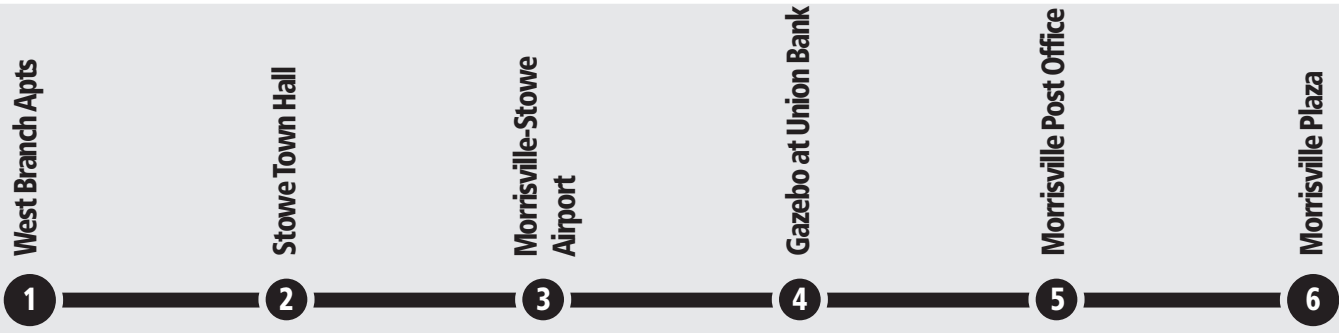 West Branch Apts
Stowe Town Hall
Morrisville-Stowe
Airport
Gazebo at Union Bank
Morrisville Post Office
Morrisville Plaza
1
2
3
4
5
6